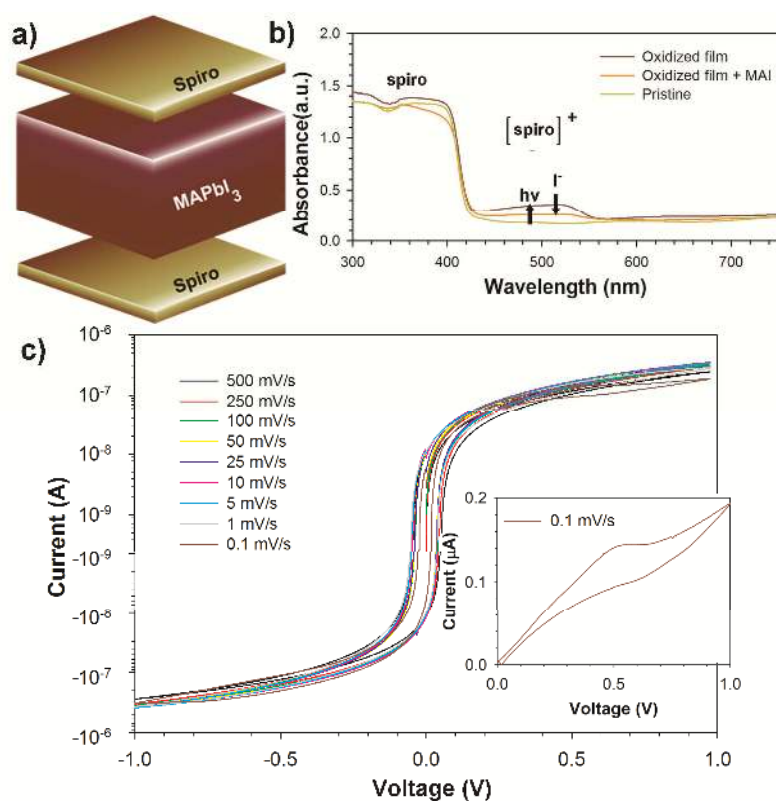 a)
Spiro
MAPbI3
Spiro
b)
2.0
1.5
1.0
0.5
0.0
Absorbance(a.u.)
spiro
[spiro]+
hν
I-
Oxidized film
Oxidized film + MAI
Pristine
300 400 500 600 700
Wavelength (nm)
c)
10-6
10-7
10-8
10-9
-10-9
-10-8
-10-7
-10-6
Current (A)
500 mV/s
250 mV/s
100 mV/s
50 mV/s
25 mV/s
10 mV/s
5 mV/s
1 mV/s
0.1 mV/s
0.2
0.1
0.0
Current (µA)
0.1 mV/s
0.0 0.5 1.0
Voltage (V)
-1.0 -0.5 0.0 0.5 1.0
Voltage (V)